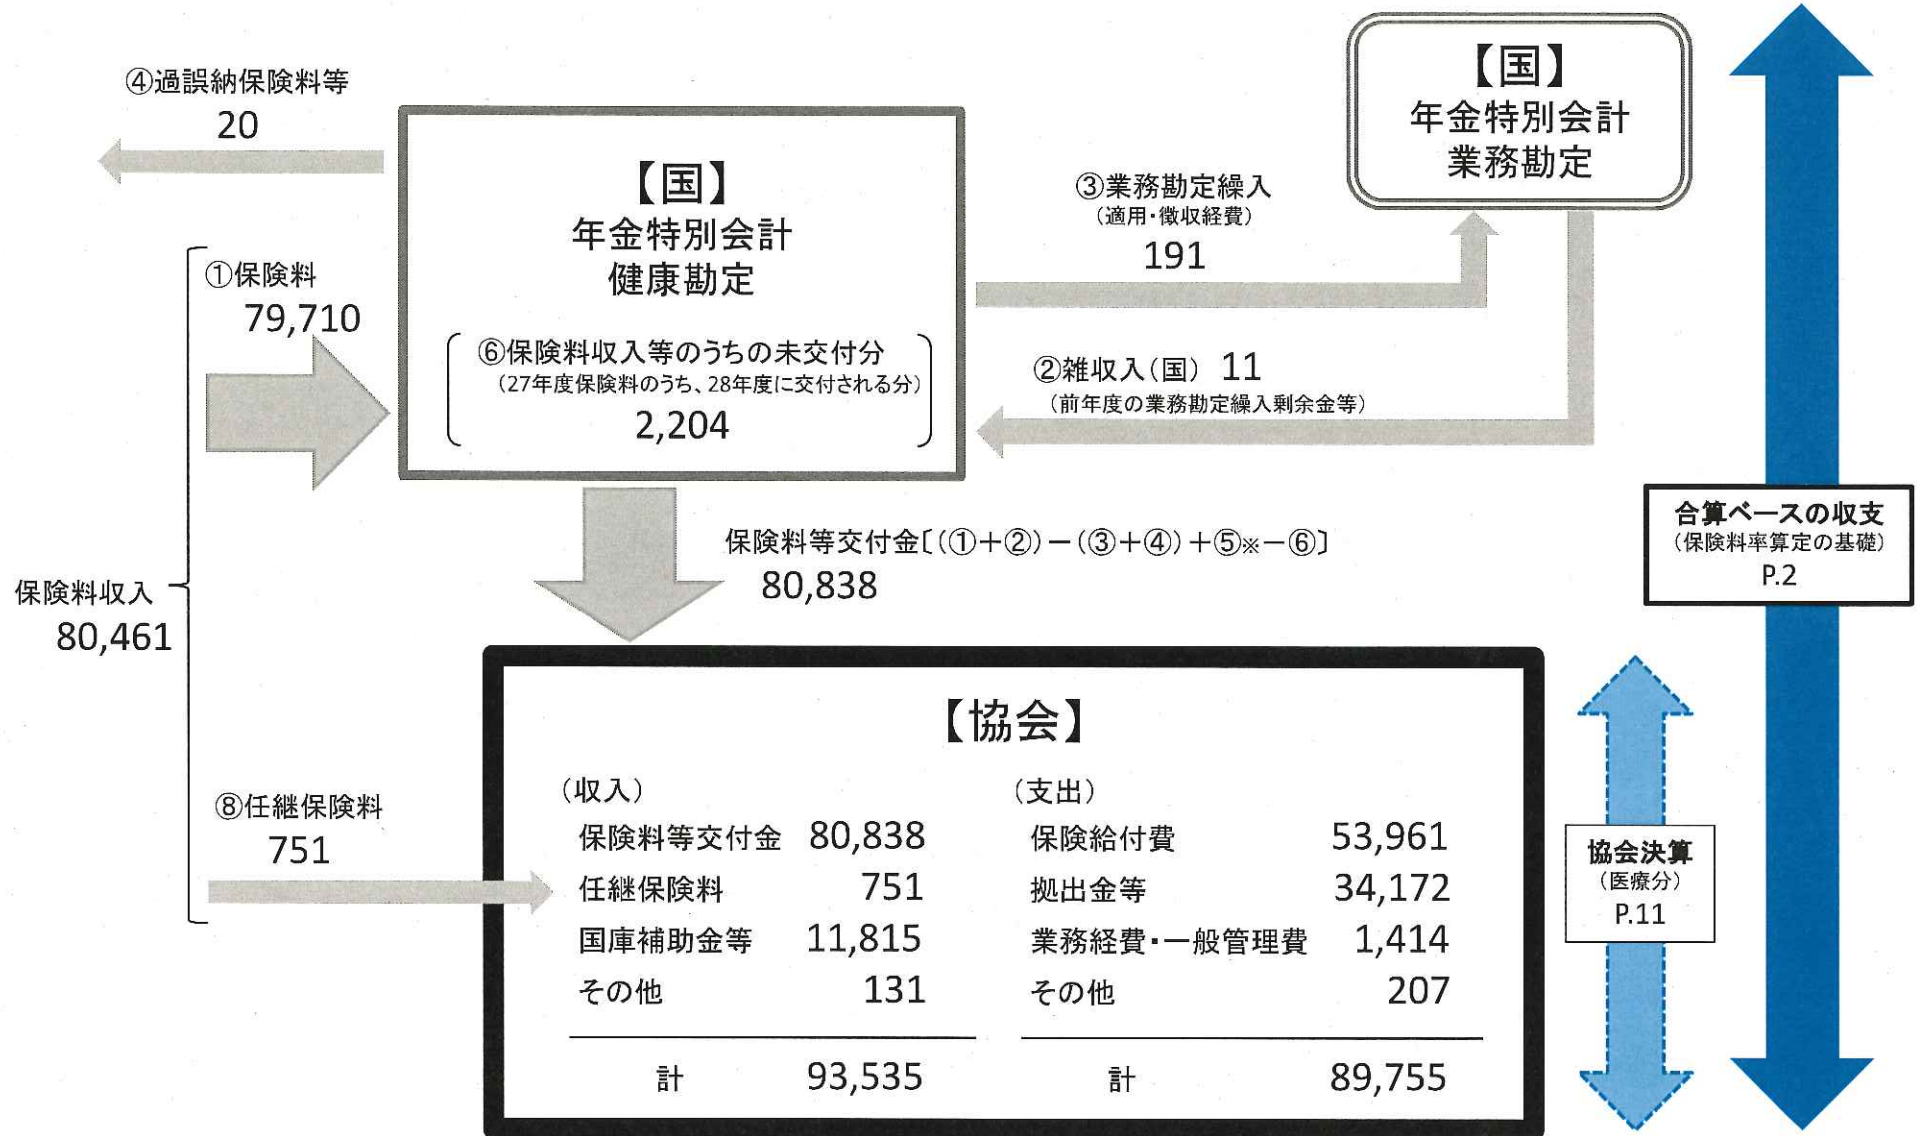 ④過誤納保険料等
20
【国】
年金特別会計
健康勘定
⑥保険料収入等のうちの未交付分
(27年度保険料のうち、28年度に交付される分)
2,204
【国】
年金特別会計
業務勘定
③業務勘定繰入
(適用・徴収経費)
191
②雑収入(国) 11
(前年度の業務勘定繰入剰余金等)
①保険料
79,710
保険料収入
80,461
保険料等交付金〔(①+②)-(③+④)+⑤※-⑥〕
80,838
合算ベースの収支
(保険料率算定の基礎)
P.2
⑧任継保険料
751
【協会】
(収入)
保険料等交付金 80,838
任継保険料 751
国庫補助金等 11,815
その他 131
計 93,535
(支出)
保険給付費 53,961
拠出金等 34,172
業務経費・一般管理費 1,414
その他 207
計 89,755
協会決算
(医療分)
P.11